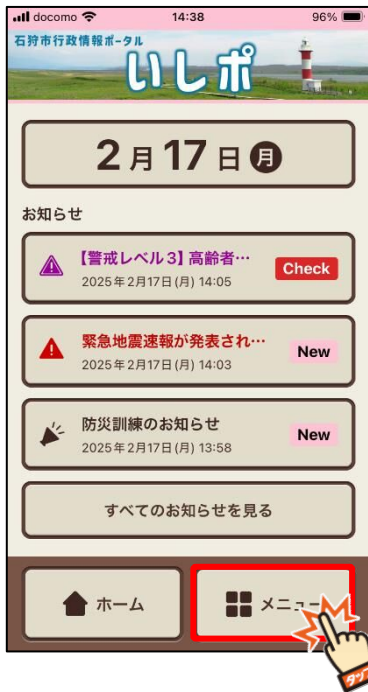 docomo 14:38 96%
石狩市行政情報ポータル
いしポ
2月17日月
お知らせ
【警戒レベル3】高齢者…
2025年2月17日(月) 14:05
Check
緊急地震速報が発表され…
2025年2月17日(月) 14:03
New
防災訓練のお知らせ
2025年2月17日(月) 13:58
New
すべてのお知らせを見る
ホーム
メニュー
タップ